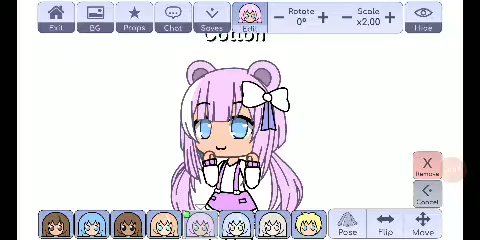 Exit
BG
Props
Chat
Saves
Edit
Rotate
0°
Scale
x2.00
Hide
Cotton
X
Remove
Cancel
Pose
Flip
Move